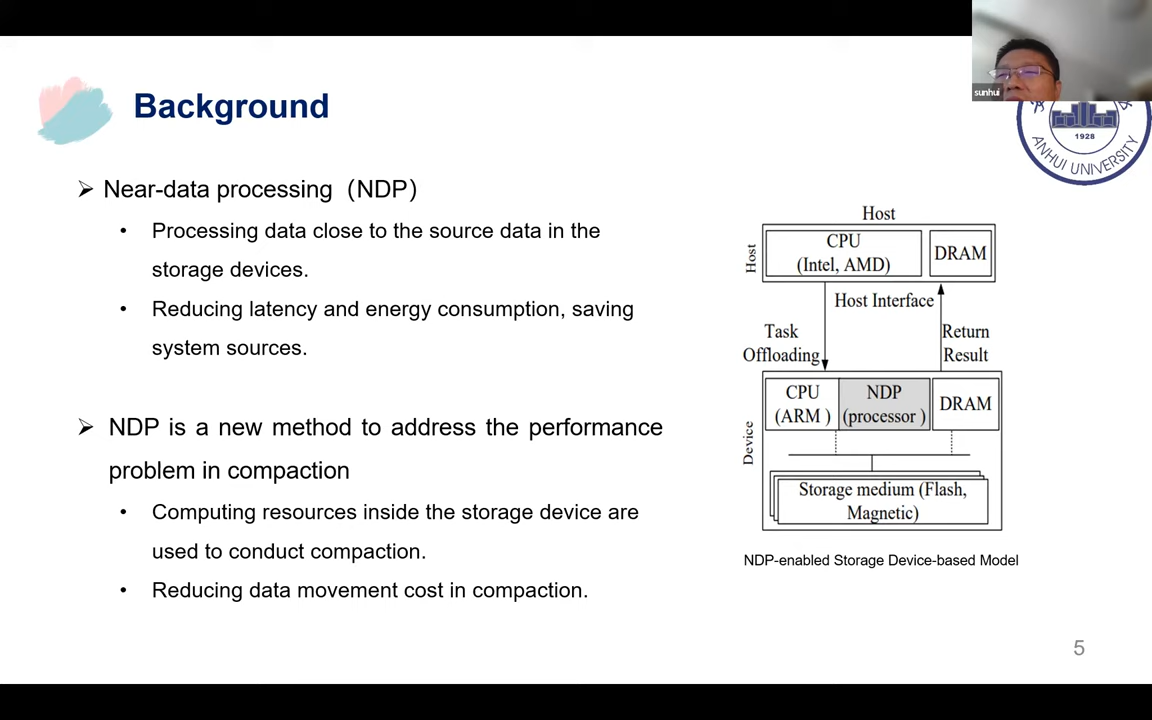 sunhui
1928
ANHUI UNIVERSITY
Background
➢ Near-data processing（NDP）
• Processing data close to the source data in the
storage devices.
• Reducing latency and energy consumption, saving
system sources.
➢ NDP is a new method to address the performance
problem in compaction
• Computing resources inside the storage device are
used to conduct compaction.
• Reducing data movement cost in compaction.
Host
Host
CPU
(Intel, AMD)
DRAM
Host Interface
Task
Offloading
Return
Result
Device
CPU
(ARM )
NDP
(processor )
DRAM
Storage medium (Flash,
Magnetic)
NDP-enabled Storage Device-based Model
5